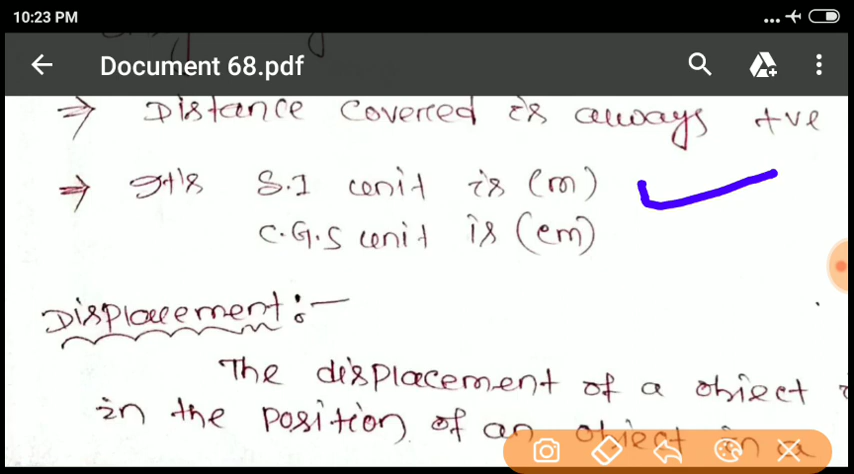 10:23 PM
Document 68.pdf
⇒ Distance covered is always +ve
⇒ It's S.I unit is (m)
C.G.S unit is (cm)
Displacement :-
The displacement of a object
in the position of an object in a